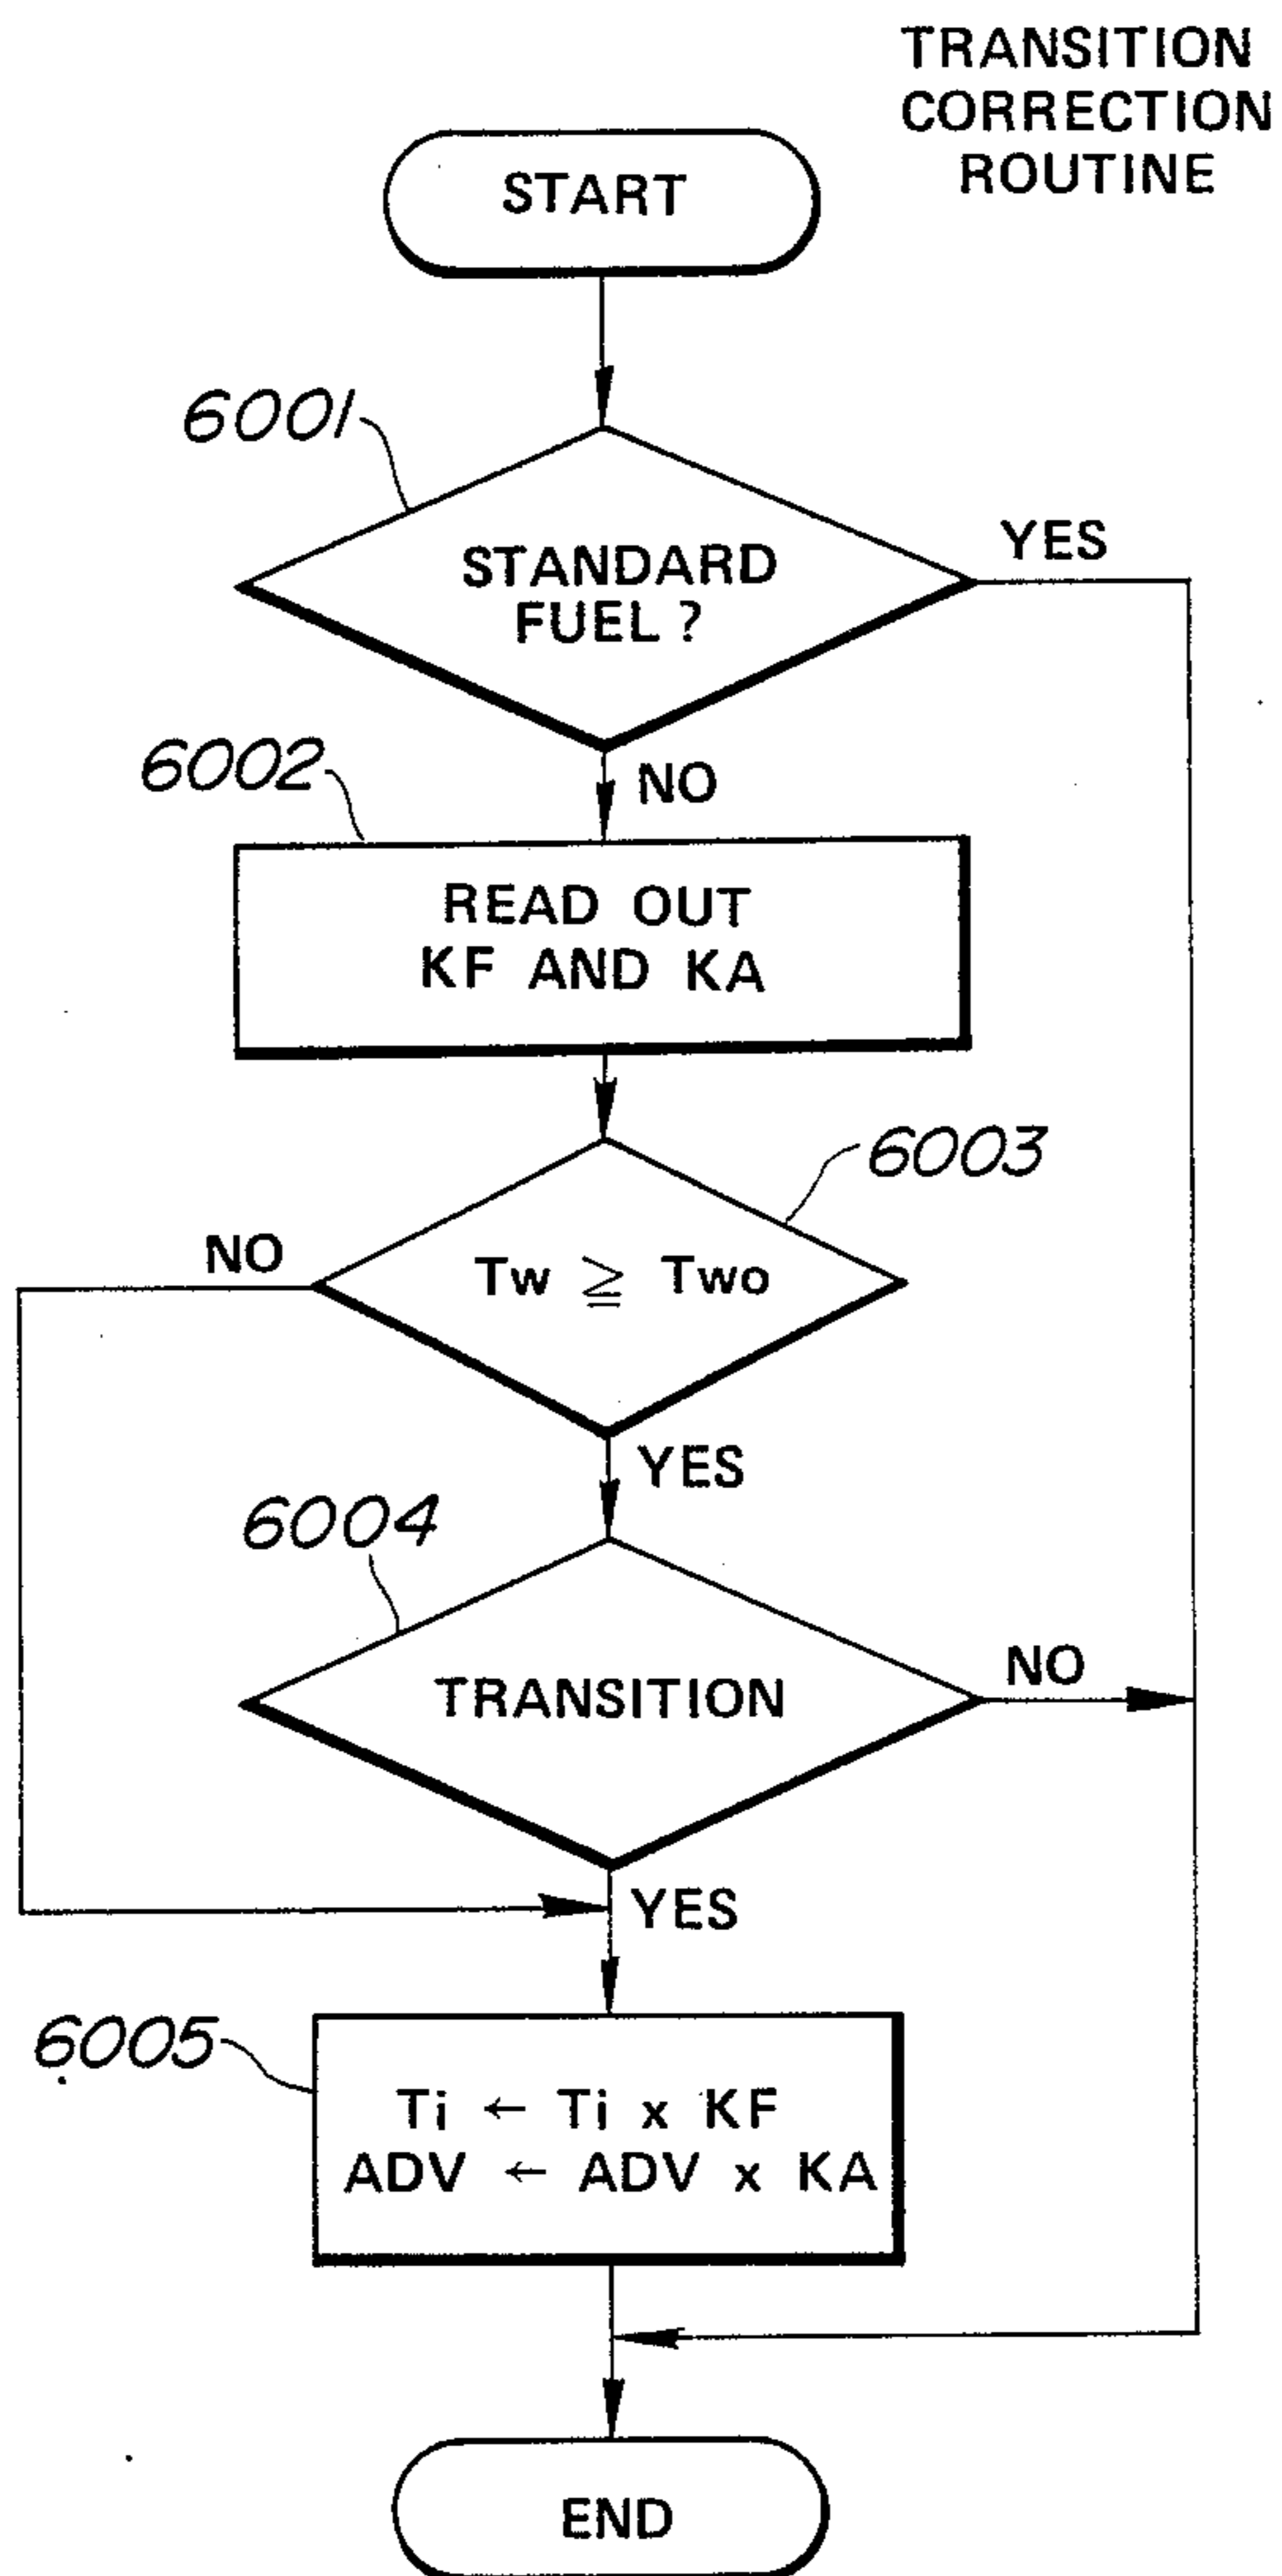 TRANSITION
CORRECTION
ROUTINE
START
6001
STANDARD
FUEL ?
YES
NO
6002
READ OUT
KF AND KA
6003
Tw ≧ Two
NO
YES
6004
TRANSITION
NO
YES
6005
Ti ← Ti x KF
ADV ← ADV x KA
END